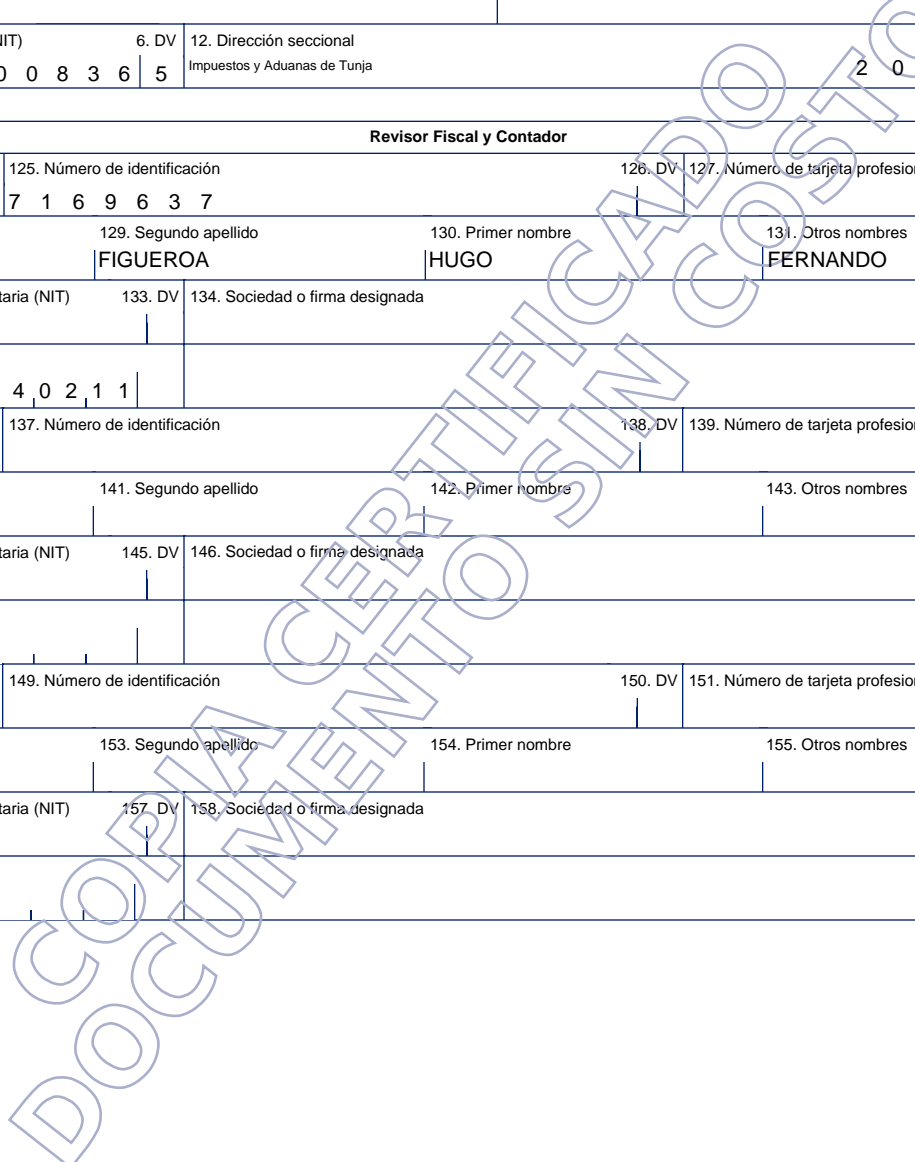 NIT) 6. DV 12. Dirección seccional
0 0 8 3 6 5 Impuestos y Aduanas de Tunja 2 0
Revisor Fiscal y Contador
125. Número de identificación 126. DV 127. Número de tarjeta profesion
7 1 6 9 6 3 7
129. Segundo apellido 130. Primer nombre 131. Otros nombres
FIGUEROA HUGO FERNANDO
taria (NIT) 133. DV 134. Sociedad o firma designada
4 0 2 1 1
137. Número de identificación 138. DV 139. Número de tarjeta profesion
141. Segundo apellido 142. Primer nombre 143. Otros nombres
taria (NIT) 145. DV 146. Sociedad o firma designada
149. Número de identificación 150. DV 151. Número de tarjeta profesion
153. Segundo apellido 154. Primer nombre 155. Otros nombres
taria (NIT) 157. DV 158. Sociedad o firma designada
COPIA CERTIFICADO
DOCUMENTO SIN COSTO